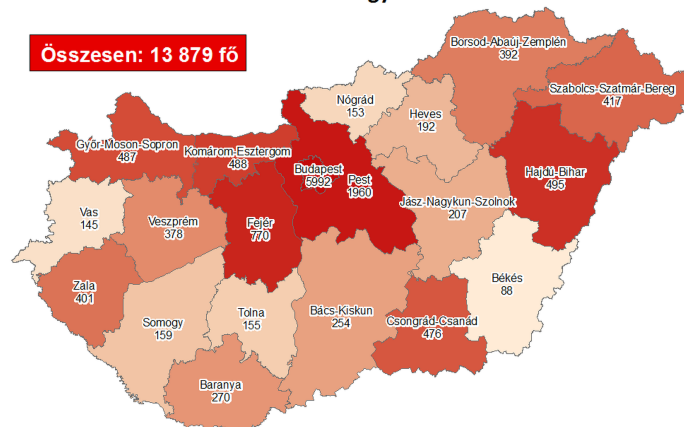 Összesen: 13 879 fő
Borsod-Abaúj-Zemplén
392
Szabolcs-Szatmár-Bereg
417
Nógrád
153
Heves
192
Győr-Moson-Sopron
487
Komárom-Esztergom
488
Budapest
5992
Pest
1960
Hajdú-Bihar
495
Jász-Nagykun-Szolnok
207
Vas
145
Veszprém
378
Fejér
770
Békés
88
Zala
401
Somogy
159
Tolna
155
Bács-Kiskun
254
Csongrád-Csanád
476
Baranya
270